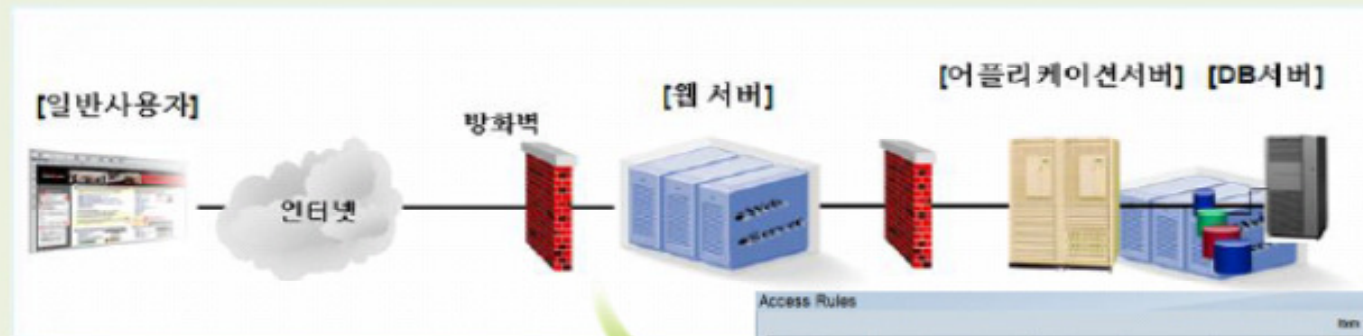 [일반사용자]
인터넷
방화벽
[웹 서버]
[어플리케이션서버] [DB서버]
Access Rules
Item